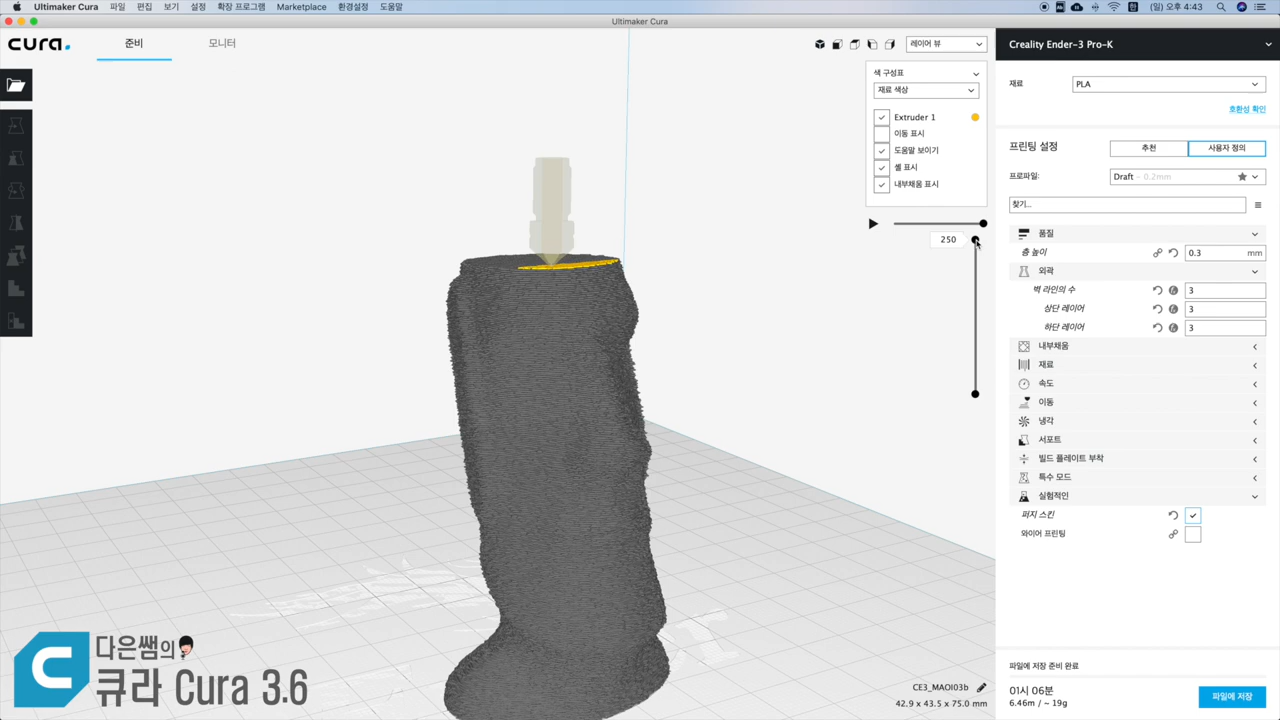 Ultimaker Cura 파일 편집 보기 설정 확장 프로그램 Marketplace 환경설정 도움말
(일) 오후 4:43
Ultimaker Cura
cura.
준비 모니터
레이어 뷰
색 구성표
재료 색상
Extruder 1
이동 표시
도움말 보이기
셸 표시
내부채움 표시
250
Creality Ender-3 Pro-K
재료 PLA
호환성 확인
프린팅 설정 추천 사용자 정의
프로파일: Draft - 0.2mm
찾기...
품질
층 높이 0.3 mm
외곽
벽 라인의 수 3
상단 레이어 3
하단 레이어 3
내부채움
재료
속도
이동
냉각
서포트
빌드 플레이트 부착
특수 모드
실험적인
퍼지 스킨
와이어 프린팅
다은쌤의
큐라 Cura 3.6
CE3_MAOI03b
42.9 x 43.5 x 75.0 mm
파일에 저장 준비 완료
01시 06분
6.46m / ~ 19g
파일에 저장